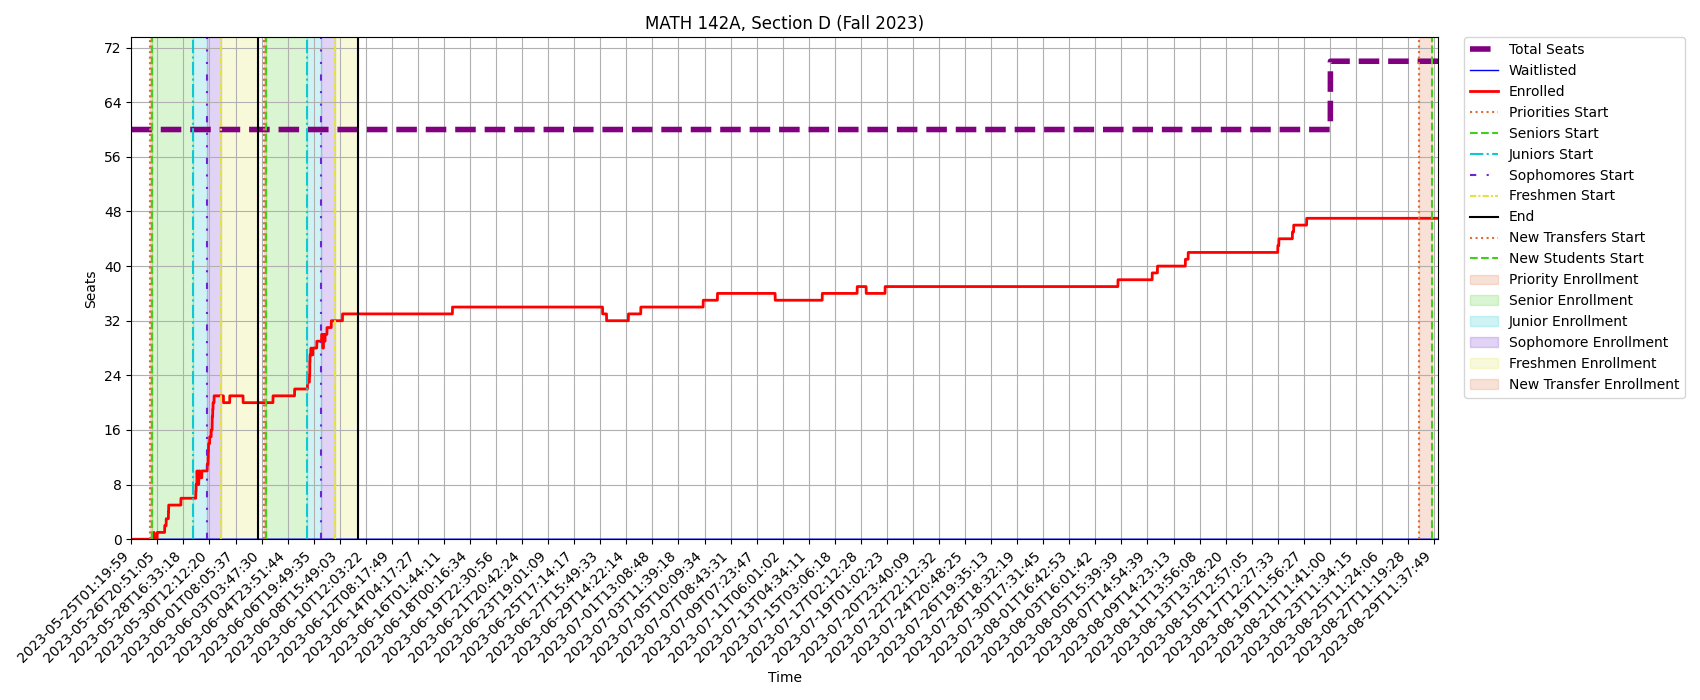 MATH 142A, Section D (Fall 2023)
72
64
56
48
40
32
24
16
8
0
Seats
2023-05-25T01:19:59
2023-05-26T20:51:05
2023-05-28T16:33:18
2023-05-30T12:12:20
2023-06-01T08:05:37
2023-06-03T03:47:30
2023-06-04T23:51:44
2023-06-06T19:49:35
2023-06-08T15:49:03
2023-06-10T12:03:22
2023-06-12T08:17:49
2023-06-14T04:17:27
2023-06-16T01:44:11
2023-06-18T00:16:34
2023-06-19T22:30:56
2023-06-21T20:42:24
2023-06-23T19:01:09
2023-06-25T17:14:17
2023-06-27T15:49:33
2023-06-29T14:22:14
2023-07-01T13:08:48
2023-07-03T11:39:18
2023-07-05T10:09:34
2023-07-07T08:43:31
2023-07-09T07:23:47
2023-07-11T06:01:02
2023-07-13T04:34:11
2023-07-15T03:06:18
2023-07-17T02:12:28
2023-07-19T01:02:23
2023-07-20T23:40:09
2023-07-22T22:12:32
2023-07-24T20:48:25
2023-07-26T19:35:13
2023-07-28T18:32:19
2023-07-30T17:31:45
2023-08-01T16:42:53
2023-08-03T16:01:42
2023-08-05T15:39:39
2023-08-07T14:54:39
2023-08-09T14:23:13
2023-08-11T13:56:08
2023-08-13T13:28:20
2023-08-15T12:57:05
2023-08-17T12:27:33
2023-08-19T11:56:27
2023-08-21T11:41:00
2023-08-23T11:34:15
2023-08-25T11:24:06
2023-08-27T11:19:28
2023-08-29T11:37:49
Time
Total Seats
Waitlisted
Enrolled
Priorities Start
Seniors Start
Juniors Start
Sophomores Start
Freshmen Start
End
New Transfers Start
New Students Start
Priority Enrollment
Senior Enrollment
Junior Enrollment
Sophomore Enrollment
Freshmen Enrollment
New Transfer Enrollment